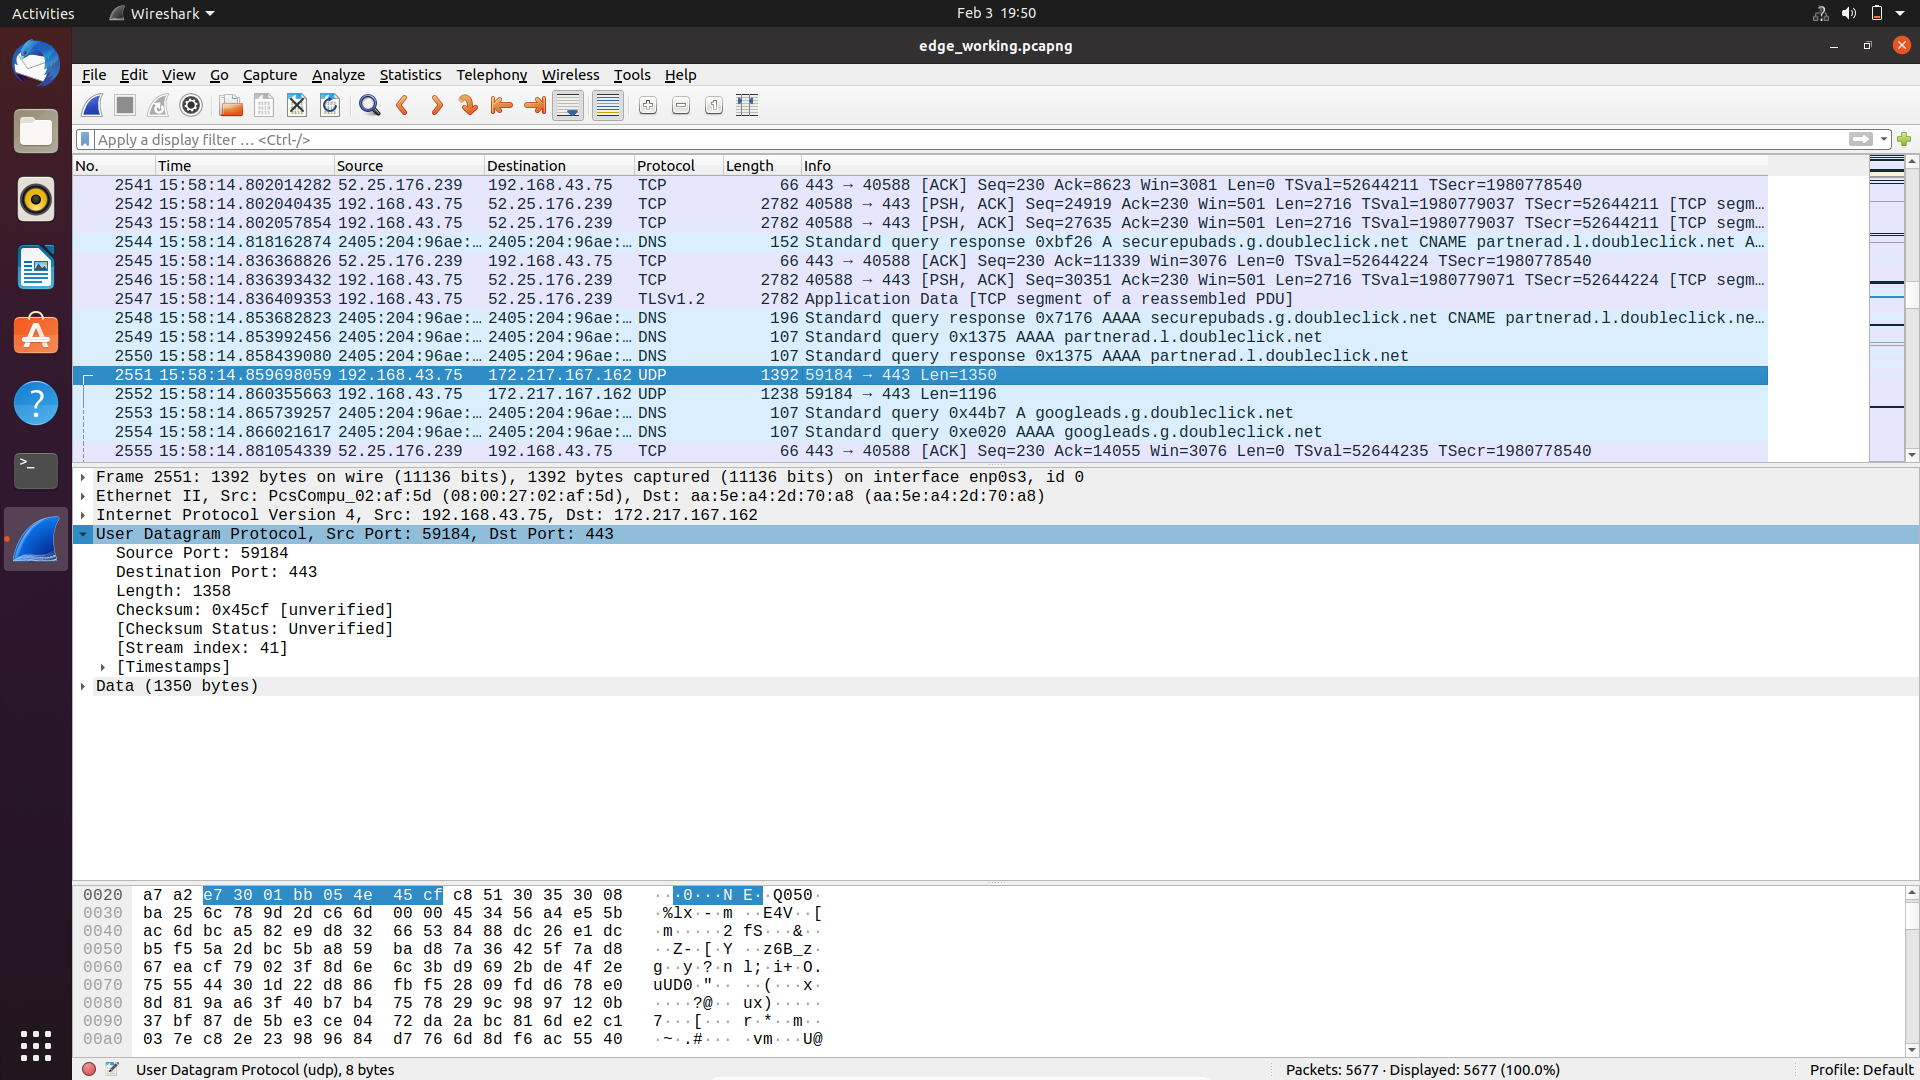 Activities Wireshark Feb 3 19:50
edge_working.pcapng
File Edit View Go Capture Analyze Statistics Telephony Wireless Tools Help
Apply a display filter … <Ctrl-/>
No. Time Source Destination Protocol Length Info
2541 15:58:14.802014282 52.25.176.239 192.168.43.75 TCP 66 443 → 40588 [ACK] Seq=230 Ack=8623 Win=3081 Len=0 TSval=52644211 TSecr=1980778540
2542 15:58:14.802040435 192.168.43.75 52.25.176.239 TCP 2782 40588 → 443 [PSH, ACK] Seq=24919 Ack=230 Win=501 Len=2716 TSval=1980779037 TSecr=52644211 [TCP segm…
2543 15:58:14.802057854 192.168.43.75 52.25.176.239 TCP 2782 40588 → 443 [PSH, ACK] Seq=27635 Ack=230 Win=501 Len=2716 TSval=1980779037 TSecr=52644211 [TCP segm…
2544 15:58:14.818162874 2405:204:96ae:… 2405:204:96ae:… DNS 152 Standard query response 0xbf26 A securepubads.g.doubleclick.net CNAME partnerad.l.doubleclick.net A…
2545 15:58:14.836368826 52.25.176.239 192.168.43.75 TCP 66 443 → 40588 [ACK] Seq=230 Ack=11339 Win=3076 Len=0 TSval=52644224 TSecr=1980778540
2546 15:58:14.836393432 192.168.43.75 52.25.176.239 TCP 2782 40588 → 443 [PSH, ACK] Seq=30351 Ack=230 Win=501 Len=2716 TSval=1980779071 TSecr=52644224 [TCP segm…
2547 15:58:14.836409353 192.168.43.75 52.25.176.239 TLSv1.2 2782 Application Data [TCP segment of a reassembled PDU]
2548 15:58:14.853682823 2405:204:96ae:… 2405:204:96ae:… DNS 196 Standard query response 0x7176 AAAA securepubads.g.doubleclick.net CNAME partnerad.l.doubleclick.ne…
2549 15:58:14.853992456 2405:204:96ae:… 2405:204:96ae:… DNS 107 Standard query 0x1375 AAAA partnerad.l.doubleclick.net
2550 15:58:14.858439080 2405:204:96ae:… 2405:204:96ae:… DNS 107 Standard query response 0x1375 AAAA partnerad.l.doubleclick.net
2551 15:58:14.859698059 192.168.43.75 172.217.167.162 UDP 1392 59184 → 443 Len=1350
2552 15:58:14.860355663 192.168.43.75 172.217.167.162 UDP 1238 59184 → 443 Len=1196
2553 15:58:14.865739257 2405:204:96ae:… 2405:204:96ae:… DNS 107 Standard query 0x44b7 A googleads.g.doubleclick.net
2554 15:58:14.866021617 2405:204:96ae:… 2405:204:96ae:… DNS 107 Standard query 0xe020 AAAA googleads.g.doubleclick.net
2555 15:58:14.881054339 52.25.176.239 192.168.43.75 TCP 66 443 → 40588 [ACK] Seq=230 Ack=14055 Win=3076 Len=0 TSval=52644235 TSecr=1980778540
Frame 2551: 1392 bytes on wire (11136 bits), 1392 bytes captured (11136 bits) on interface enp0s3, id 0
Ethernet II, Src: PcsCompu_02:af:5d (08:00:27:02:af:5d), Dst: aa:5e:a4:2d:70:a8 (aa:5e:a4:2d:70:a8)
Internet Protocol Version 4, Src: 192.168.43.75, Dst: 172.217.167.162
User Datagram Protocol, Src Port: 59184, Dst Port: 443
Source Port: 59184
Destination Port: 443
Length: 1358
Checksum: 0x45cf [unverified]
[Checksum Status: Unverified]
[Stream index: 41]
[Timestamps]
Data (1350 bytes)
0020 a7 a2 e7 30 01 bb 05 4e 45 cf c8 51 30 35 30 08 ···0···N E··Q050·
0030 ba 25 6c 78 9d 2d c6 6d 00 00 45 34 56 a4 e5 5b ·%lx·-·m ··E4V··[
0040 ac 6d bc a5 82 e9 d8 32 66 53 84 88 dc 26 e1 dc ·m·····2 fS···&··
0050 b5 f5 5a 2d bc 5b a8 59 ba d8 7a 36 42 5f 7a d8 ··Z-·[·Y ··z6B_z·
0060 67 ea cf 79 02 3f 8d 6e 6c 3b d9 69 2b de 4f 2e g··y·?·n l;·i+·O.
0070 75 55 44 30 1d 22 d8 86 fb f5 28 09 fd d6 78 e0 uUD0·"·· ··(···x·
0080 8d 81 9a a6 3f 40 b7 b4 75 78 29 9c 98 97 12 0b ····?@·· ux)·····
0090 37 bf 87 de 5b e3 ce 04 72 da 2a bc 81 6d e2 c1 7···[··· r·*··m··
00a0 03 7e c8 2e 23 98 96 84 d7 76 6d 8d f6 ac 55 40 ·~·.#··· ·vm···U@
User Datagram Protocol (udp), 8 bytes Packets: 5677 · Displayed: 5677 (100.0%) Profile: Default